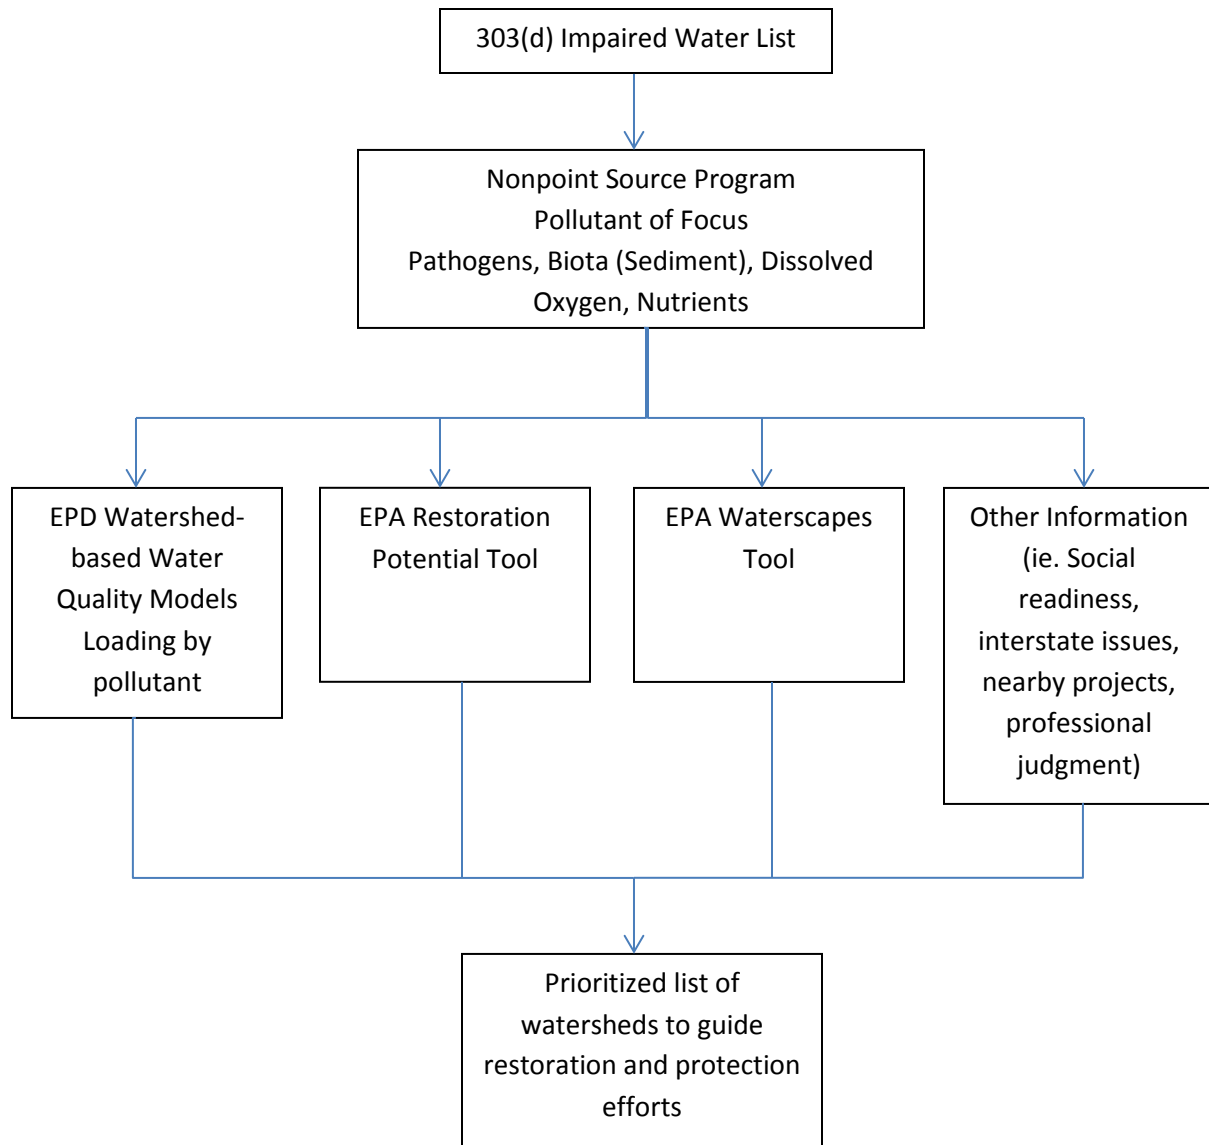 303(d) Impaired Water List
Nonpoint Source Program
Pollutant of Focus
Pathogens, Biota (Sediment), Dissolved
Oxygen, Nutrients
EPD Watershed-
based Water
Quality Models
Loading by
pollutant
EPA Restoration
Potential Tool
EPA Waterscapes
Tool
Other Information
(ie. Social
readiness,
interstate issues,
nearby projects,
professional
judgment)
Prioritized list of
watersheds to guide
restoration and protection
efforts